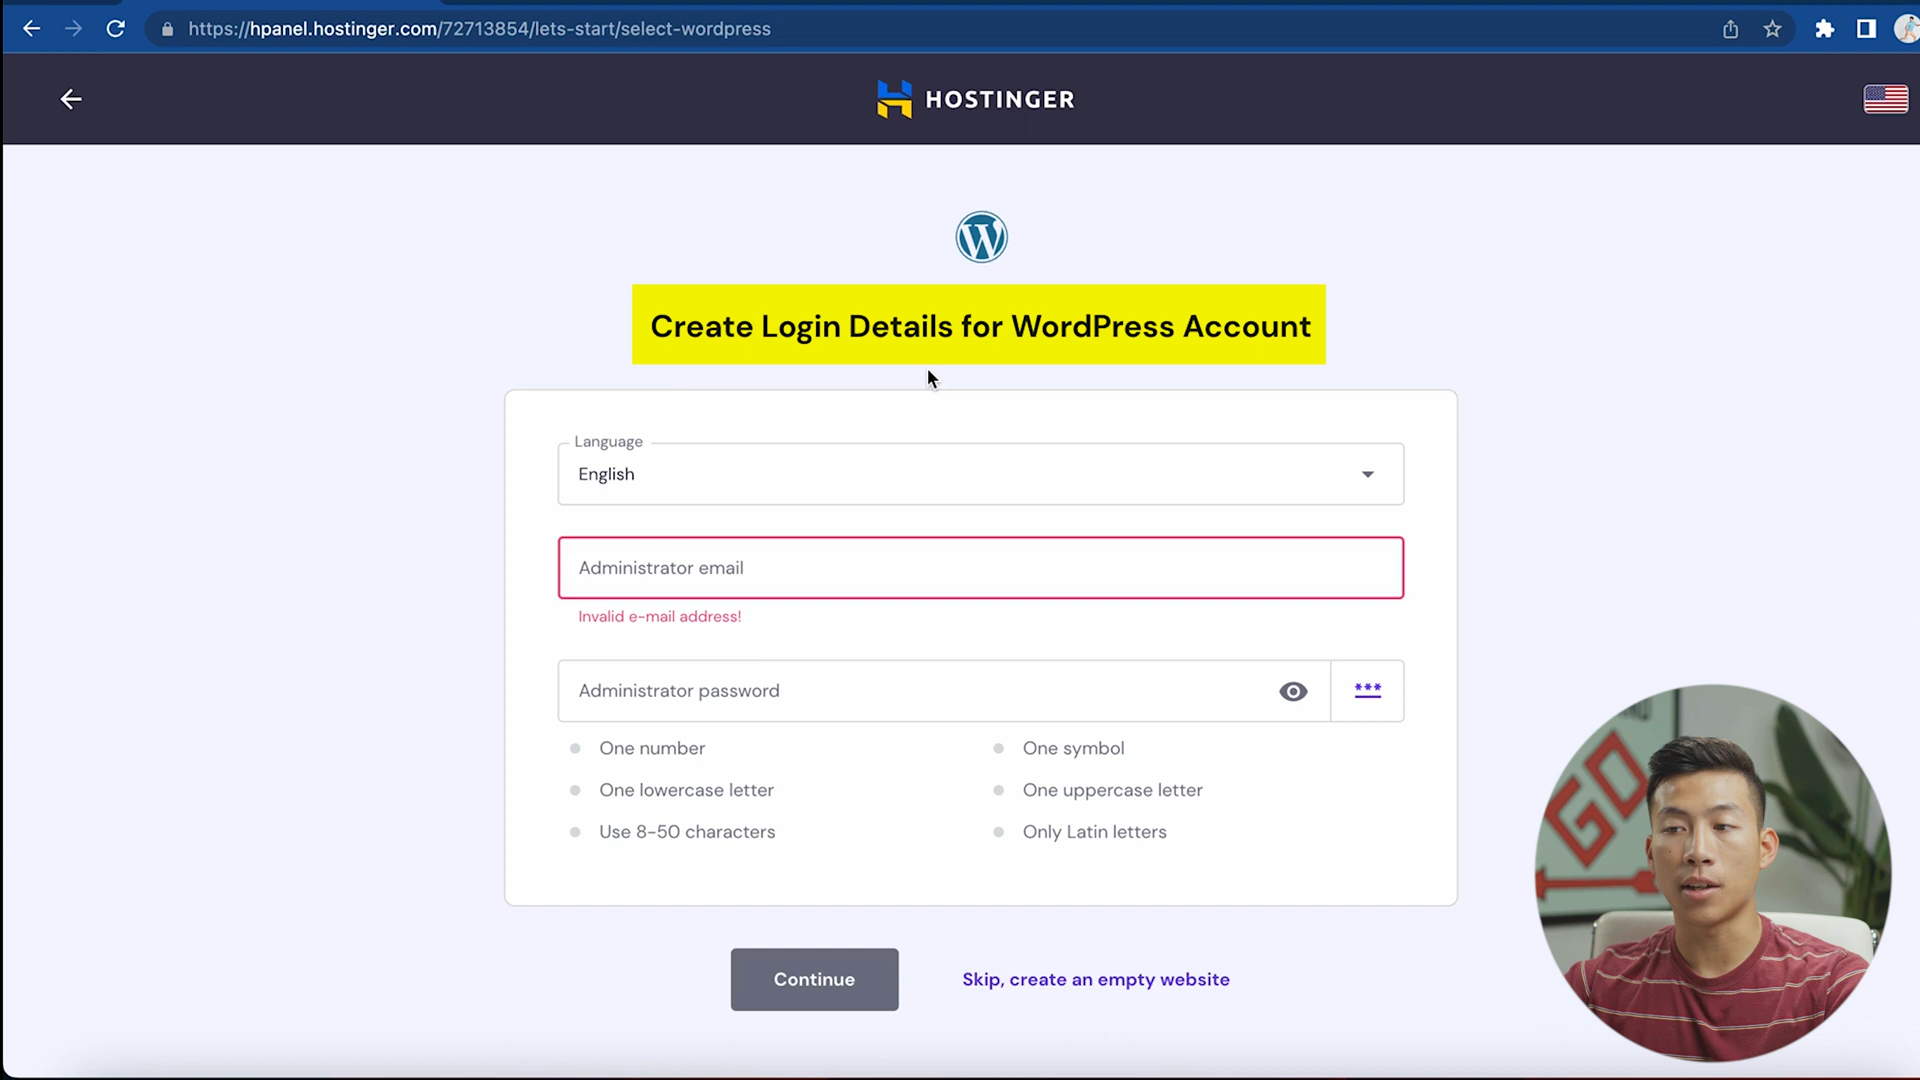 https://hpanel.hostinger.com/72713854/lets-start/select-wordpress
HOSTINGER
Create Login Details for WordPress Account
Language
English
Administrator email
Invalid e-mail address!
Administrator password
***
One number
One symbol
One lowercase letter
One uppercase letter
Use 8-50 characters
Only Latin letters
Continue
Skip, create an empty website
GO